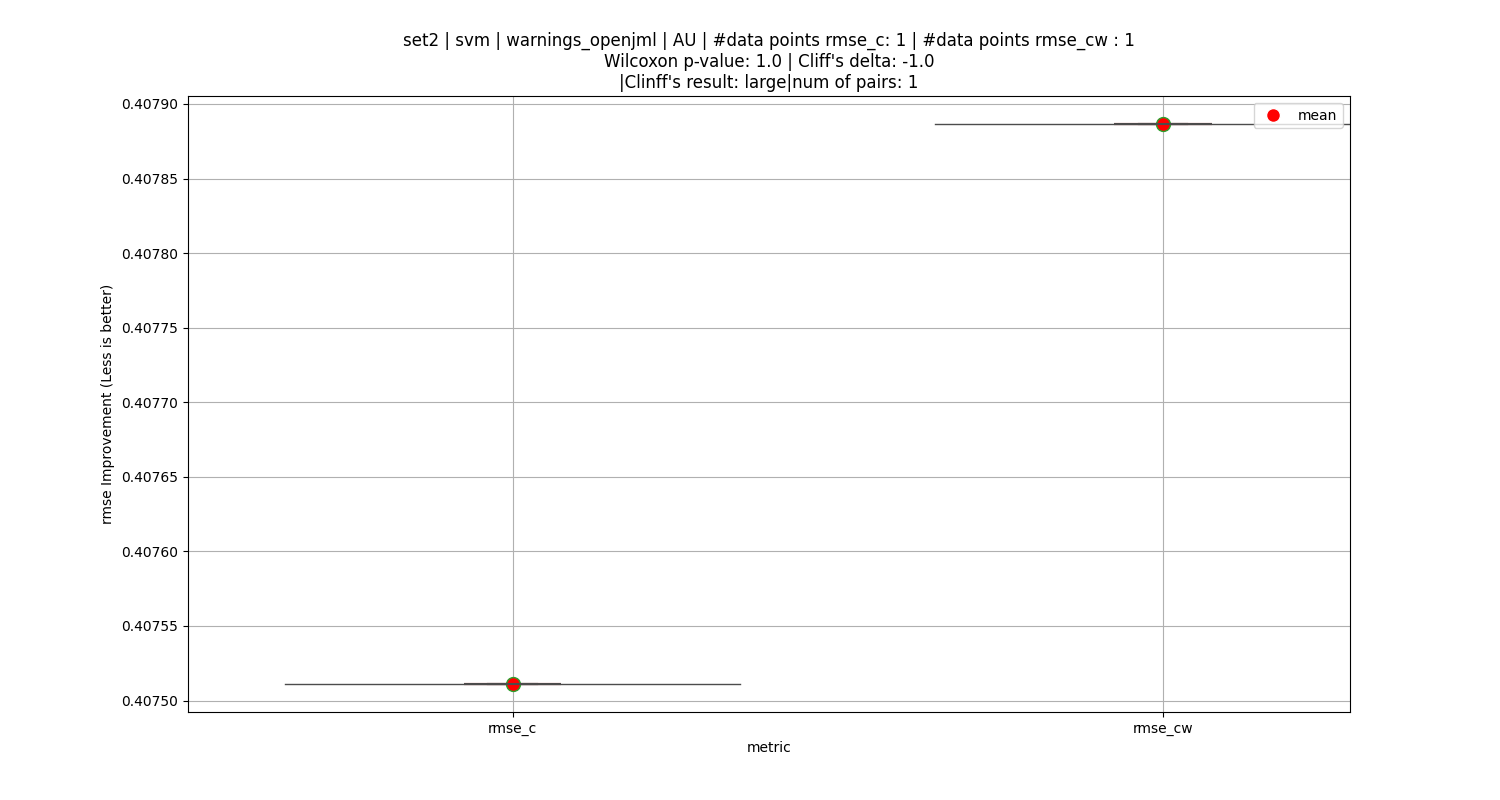 set2 | svm | warnings_openjml | AU | #data points rmse_c: 1 | #data points rmse_cw : 1
Wilcoxon p-value: 1.0 | Cliff's delta: -1.0
|Clinff's result: large|num of pairs: 1
mean
rmse Improvement (Less is better)
0.40790
0.40785
0.40780
0.40775
0.40770
0.40765
0.40760
0.40755
0.40750
rmse_c
rmse_cw
metric